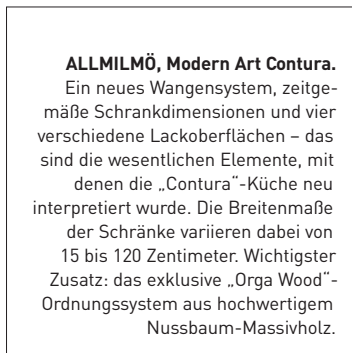 ALLMILMÖ, Modern Art Contura.
Ein neues Wangensystem, zeitge-
mäße Schrankdimensionen und vier
verschiedene Lackoberflächen – das
sind die wesentlichen Elemente, mit
denen die „Contura“-Küche neu
interpretiert wurde. Die Breitenmaße
der Schränke variieren dabei von
15 bis 120 Zentimeter. Wichtigster
Zusatz: das exklusive „Orga Wood“-
Ordnungssystem aus hochwertigem
Nussbaum-Massivholz.